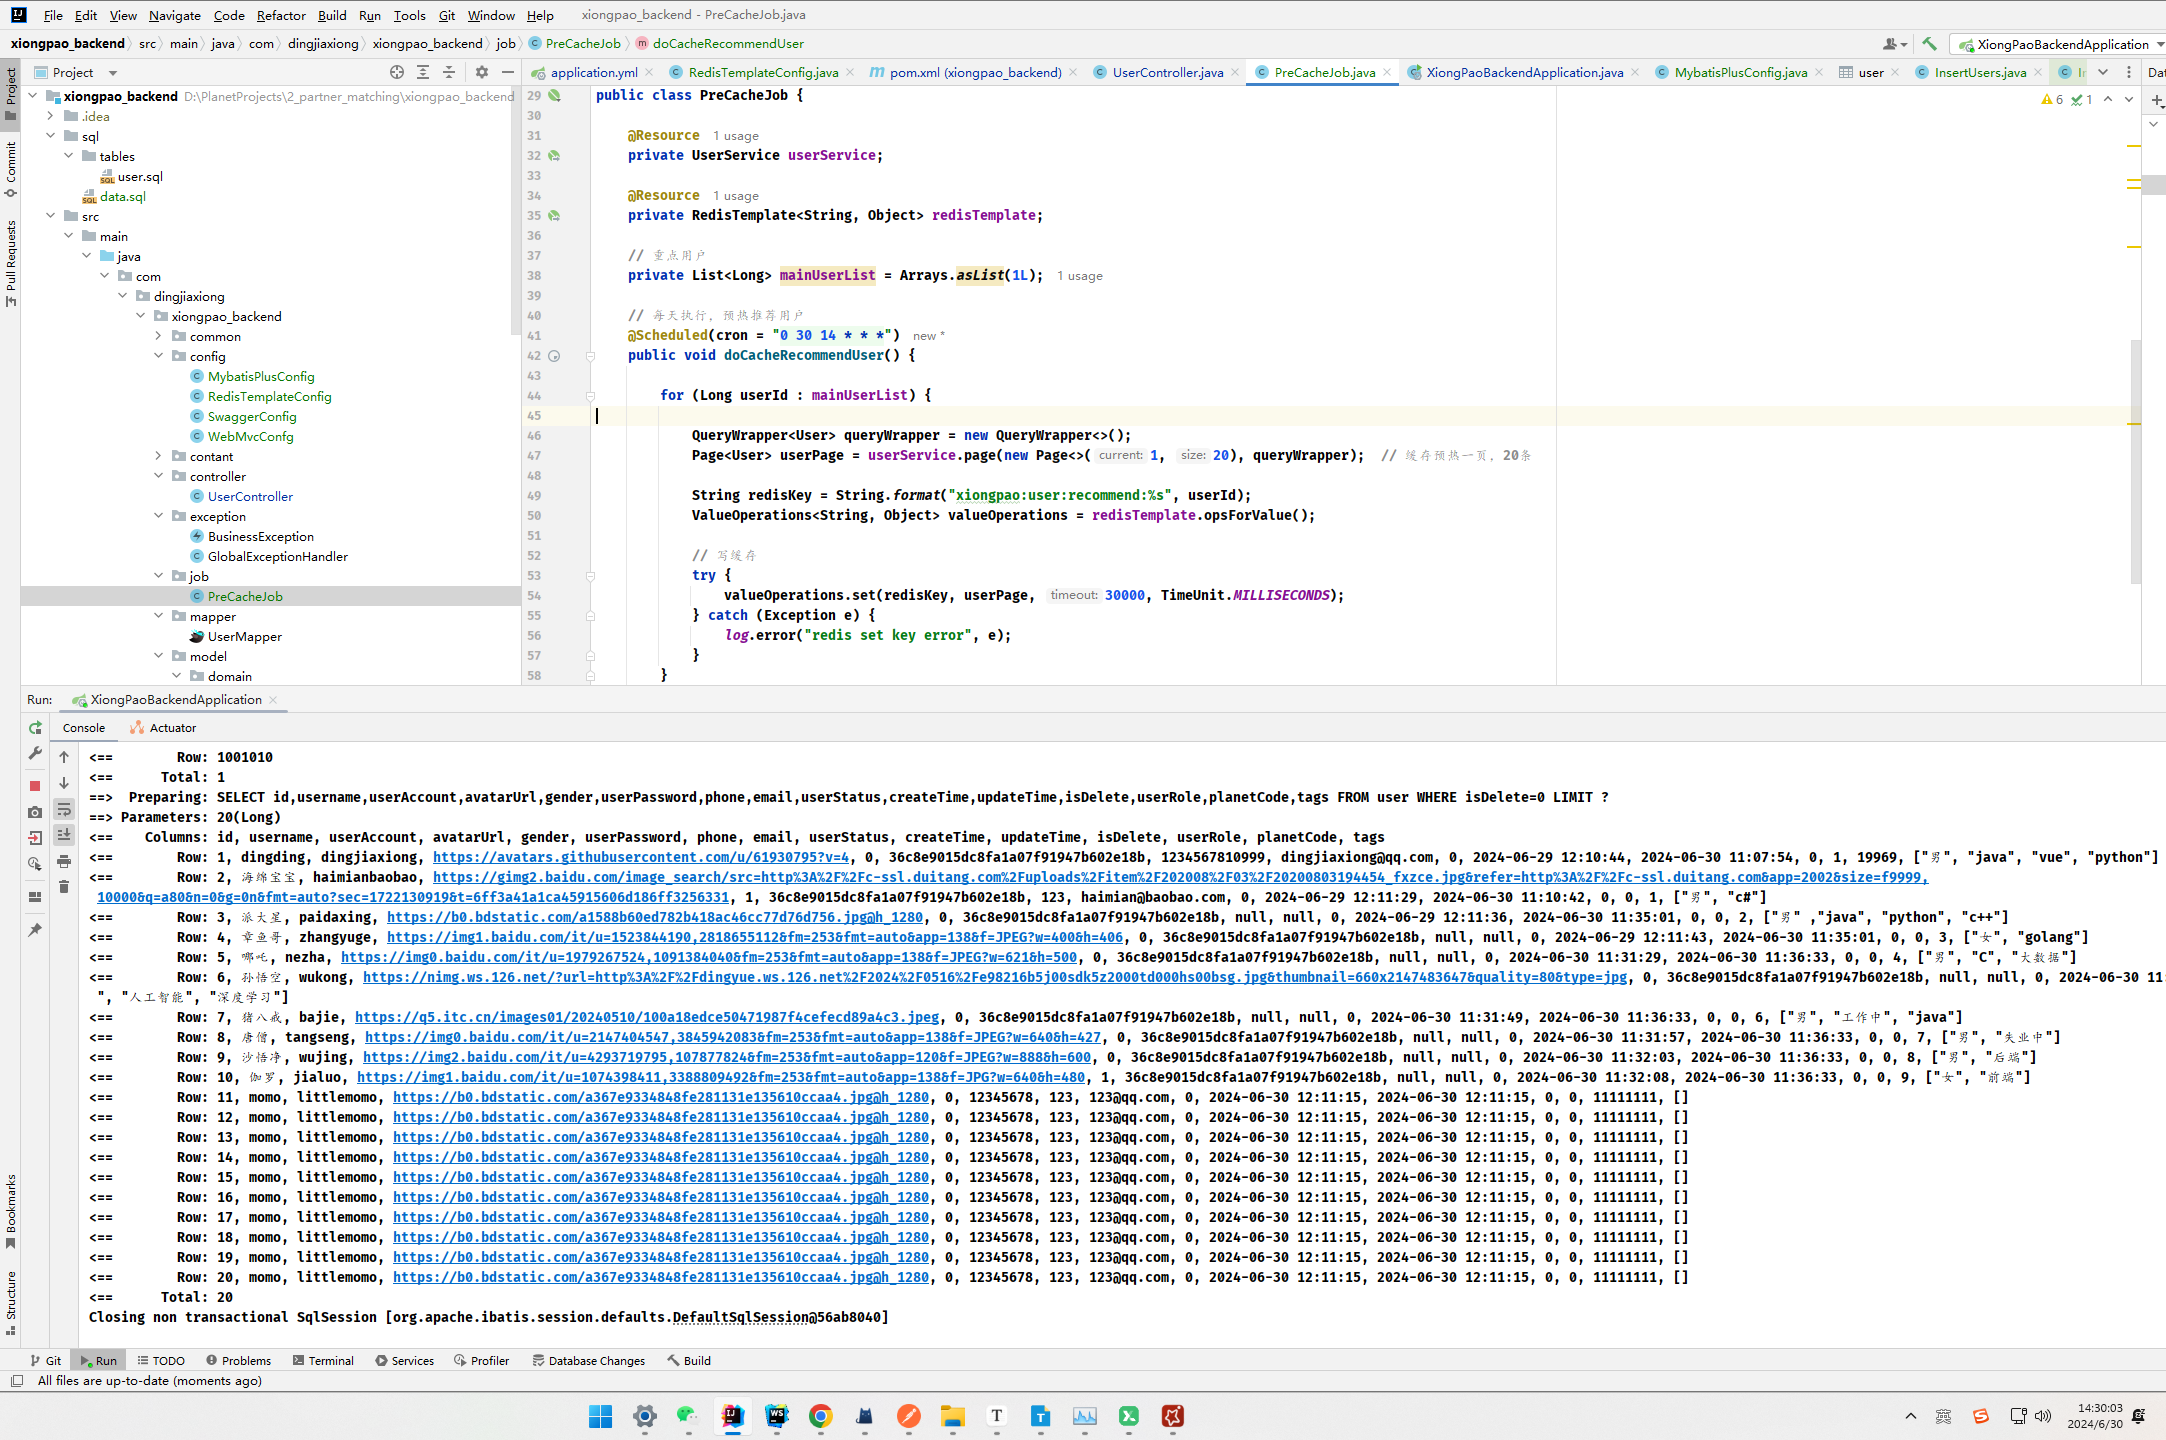 File Edit View Navigate Code Refactor Build Run Tools Git Window Help xiongpao_backend - PreCacheJob.java
xiongpao_backend src main java com dingjiaxiong xiongpao_backend job PreCacheJob doCacheRecommendUser XiongPaoBackendApplication
Project application.yml RedisTemplateConfig.java pom.xml (xiongpao_backend) UserController.java PreCacheJob.java XiongPaoBackendApplication.java MybatisPlusConfig.java user InsertUsers.java
Project
Commit
Pull Requests
Bookmarks
Structure
xiongpao_backend D:\PlanetProjects\2_partner_matching\xiongpao_backend
.idea
sql
tables
user.sql
data.sql
src
main
java
com
dingjiaxiong
xiongpao_backend
common
config
MybatisPlusConfig
RedisTemplateConfig
SwaggerConfig
WebMvcConfg
contant
controller
UserController
exception
BusinessException
GlobalExceptionHandler
job
PreCacheJob
mapper
UserMapper
model
domain
6 1
29 public class PreCacheJob {
30
31 @Resource 1 usage
32 private UserService userService;
33
34 @Resource 1 usage
35 private RedisTemplate<String, Object> redisTemplate;
36
37 // 重点用户
38 private List<Long> mainUserList = Arrays.asList(1L); 1 usage
39
40 // 每天执行，预热推荐用户
41 @Scheduled(cron = "0 30 14 * * *") new *
42 public void doCacheRecommendUser() {
43
44 for (Long userId : mainUserList) {
45
46 QueryWrapper<User> queryWrapper = new QueryWrapper<>();
47 Page<User> userPage = userService.page(new Page<>( current: 1, size: 20), queryWrapper); // 缓存预热一页，20条
48
49 String redisKey = String.format("xiongpao:user:recommend:%s", userId);
50 ValueOperations<String, Object> valueOperations = redisTemplate.opsForValue();
51
52 // 写缓存
53 try {
54 valueOperations.set(redisKey, userPage, timeout: 30000, TimeUnit.MILLISECONDS);
55 } catch (Exception e) {
56 log.error("redis set key error", e);
57 }
58 }
Run: XiongPaoBackendApplication
Console Actuator
<== Row: 1001010
<== Total: 1
==> Preparing: SELECT id,username,userAccount,avatarUrl,gender,userPassword,phone,email,userStatus,createTime,updateTime,isDelete,userRole,planetCode,tags FROM user WHERE isDelete=0 LIMIT ?
==> Parameters: 20(Long)
<== Columns: id, username, userAccount, avatarUrl, gender, userPassword, phone, email, userStatus, createTime, updateTime, isDelete, userRole, planetCode, tags
<== Row: 1, dingding, dingjiaxiong, https://avatars.githubusercontent.com/u/61930795?v=4, 0, 36c8e9015dc8fa1a07f91947b602e18b, 1234567810999, dingjiaxiong@qq.com, 0, 2024-06-29 12:10:44, 2024-06-30 11:07:54, 0, 1, 19969, ["男", "java", "vue", "python"]
<== Row: 2, 海绵宝宝, haimianbaobao, https://gimg2.baidu.com/image_search/src=http%3A%2F%2Fc-ssl.duitang.com%2Fuploads%2Fitem%2F202008%2F03%2F20200803194454_fxzce.jpg&refer=http%3A%2F%2Fc-ssl.duitang.com&app=2002&size=f9999,
10000&q=a80&n=0&g=0n&fmt=auto?sec=1722130919&t=6ff3a41a1ca45915606d186ff3256331, 1, 36c8e9015dc8fa1a07f91947b602e18b, 123, haimian@baobao.com, 0, 2024-06-29 12:11:29, 2024-06-30 11:10:42, 0, 0, 1, ["男", "c#"]
<== Row: 3, 派大星, paidaxing, https://b0.bdstatic.com/a1588b60ed782b418ac46cc77d76d756.jpg@h_1280, 0, 36c8e9015dc8fa1a07f91947b602e18b, null, null, 0, 2024-06-29 12:11:36, 2024-06-30 11:35:01, 0, 0, 2, ["男" ,"java", "python", "c++"]
<== Row: 4, 章鱼哥, zhangyuge, https://img1.baidu.com/it/u=1523844190,2818655112&fm=253&fmt=auto&app=138&f=JPEG?w=400&h=406, 0, 36c8e9015dc8fa1a07f91947b602e18b, null, null, 0, 2024-06-29 12:11:43, 2024-06-30 11:35:01, 0, 0, 3, ["女", "golang"]
<== Row: 5, 哪吒, nezha, https://img0.baidu.com/it/u=1979267524,1091384040&fm=253&fmt=auto&app=138&f=JPEG?w=621&h=500, 0, 36c8e9015dc8fa1a07f91947b602e18b, null, null, 0, 2024-06-30 11:31:29, 2024-06-30 11:36:33, 0, 0, 4, ["男", "C", "大数据"]
<== Row: 6, 孙悟空, wukong, https://nimg.ws.126.net/?url=http%3A%2F%2Fdingyue.ws.126.net%2F2024%2F0516%2Fe98216b5j00sdk5z2000td000hs00bsg.jpg&thumbnail=660x2147483647&quality=80&type=jpg, 0, 36c8e9015dc8fa1a07f91947b602e18b, null, null, 0, 2024-06-30 11:
", "人工智能", "深度学习"]
<== Row: 7, 猪八戒, bajie, https://q5.itc.cn/images01/20240510/100a18edce50471987f4cefecd89a4c3.jpeg, 0, 36c8e9015dc8fa1a07f91947b602e18b, null, null, 0, 2024-06-30 11:31:49, 2024-06-30 11:36:33, 0, 0, 6, ["男", "工作中", "java"]
<== Row: 8, 唐僧, tangseng, https://img0.baidu.com/it/u=2147404547,3845942083&fm=253&fmt=auto&app=138&f=JPEG?w=640&h=427, 0, 36c8e9015dc8fa1a07f91947b602e18b, null, null, 0, 2024-06-30 11:31:57, 2024-06-30 11:36:33, 0, 0, 7, ["男", "失业中"]
<== Row: 9, 沙悟净, wujing, https://img2.baidu.com/it/u=4293719795,107877824&fm=253&fmt=auto&app=120&f=JPEG?w=888&h=600, 0, 36c8e9015dc8fa1a07f91947b602e18b, null, null, 0, 2024-06-30 11:32:03, 2024-06-30 11:36:33, 0, 0, 8, ["男", "后端"]
<== Row: 10, 伽罗, jialuo, https://img1.baidu.com/it/u=1074398411,3388809492&fm=253&fmt=auto&app=138&f=JPG?w=640&h=480, 1, 36c8e9015dc8fa1a07f91947b602e18b, null, null, 0, 2024-06-30 11:32:08, 2024-06-30 11:36:33, 0, 0, 9, ["女", "前端"]
<== Row: 11, momo, littlemomo, https://b0.bdstatic.com/a367e9334848fe281131e135610ccaa4.jpg@h_1280, 0, 12345678, 123, 123@qq.com, 0, 2024-06-30 12:11:15, 2024-06-30 12:11:15, 0, 0, 11111111, []
<== Row: 12, momo, littlemomo, https://b0.bdstatic.com/a367e9334848fe281131e135610ccaa4.jpg@h_1280, 0, 12345678, 123, 123@qq.com, 0, 2024-06-30 12:11:15, 2024-06-30 12:11:15, 0, 0, 11111111, []
<== Row: 13, momo, littlemomo, https://b0.bdstatic.com/a367e9334848fe281131e135610ccaa4.jpg@h_1280, 0, 12345678, 123, 123@qq.com, 0, 2024-06-30 12:11:15, 2024-06-30 12:11:15, 0, 0, 11111111, []
<== Row: 14, momo, littlemomo, https://b0.bdstatic.com/a367e9334848fe281131e135610ccaa4.jpg@h_1280, 0, 12345678, 123, 123@qq.com, 0, 2024-06-30 12:11:15, 2024-06-30 12:11:15, 0, 0, 11111111, []
<== Row: 15, momo, littlemomo, https://b0.bdstatic.com/a367e9334848fe281131e135610ccaa4.jpg@h_1280, 0, 12345678, 123, 123@qq.com, 0, 2024-06-30 12:11:15, 2024-06-30 12:11:15, 0, 0, 11111111, []
<== Row: 16, momo, littlemomo, https://b0.bdstatic.com/a367e9334848fe281131e135610ccaa4.jpg@h_1280, 0, 12345678, 123, 123@qq.com, 0, 2024-06-30 12:11:15, 2024-06-30 12:11:15, 0, 0, 11111111, []
<== Row: 17, momo, littlemomo, https://b0.bdstatic.com/a367e9334848fe281131e135610ccaa4.jpg@h_1280, 0, 12345678, 123, 123@qq.com, 0, 2024-06-30 12:11:15, 2024-06-30 12:11:15, 0, 0, 11111111, []
<== Row: 18, momo, littlemomo, https://b0.bdstatic.com/a367e9334848fe281131e135610ccaa4.jpg@h_1280, 0, 12345678, 123, 123@qq.com, 0, 2024-06-30 12:11:15, 2024-06-30 12:11:15, 0, 0, 11111111, []
<== Row: 19, momo, littlemomo, https://b0.bdstatic.com/a367e9334848fe281131e135610ccaa4.jpg@h_1280, 0, 12345678, 123, 123@qq.com, 0, 2024-06-30 12:11:15, 2024-06-30 12:11:15, 0, 0, 11111111, []
<== Row: 20, momo, littlemomo, https://b0.bdstatic.com/a367e9334848fe281131e135610ccaa4.jpg@h_1280, 0, 12345678, 123, 123@qq.com, 0, 2024-06-30 12:11:15, 2024-06-30 12:11:15, 0, 0, 11111111, []
<== Total: 20
Closing non transactional SqlSession [org.apache.ibatis.session.defaults.DefaultSqlSession@56ab8040]
Git Run TODO Problems Terminal Services Profiler Database Changes Build
All files are up-to-date (moments ago)
14:30:03
2024/6/30